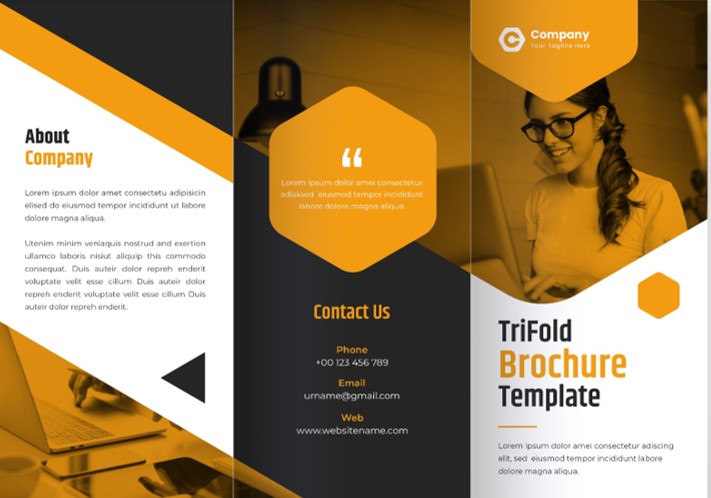 About
Company
Lorem ipsum dolor amet consectetu adipisicin
elised do eiusmod tempor incididunt ut labore
dolore magna aliqua.
Utenim minim veniaquis nostrud and exertion
ullamco laboris nisiut aliquip this commodo
consequat. Duis auteir dolor repreh enderit
voluptate velit esse cillum Duis auteir dolor
repreh enderit voluptate velit esse cillum Duis
auteir dolor repreh enderit.
“
Lorem ipsum dolor amei consectetur
adisksed eiusmod tempor incididunt
labore dolore magna aliqua.
Contact Us
Phone
+00 123 456 789
Email
urname@gmail.com
Web
www.websitename.com
Company
Your Tagline Here
TriFold
Brochure
Template
Lorem ipsum dolor consectetur adiscing
elit, sed eiusmod tempor incididunt labore
dolore magna aliqua.